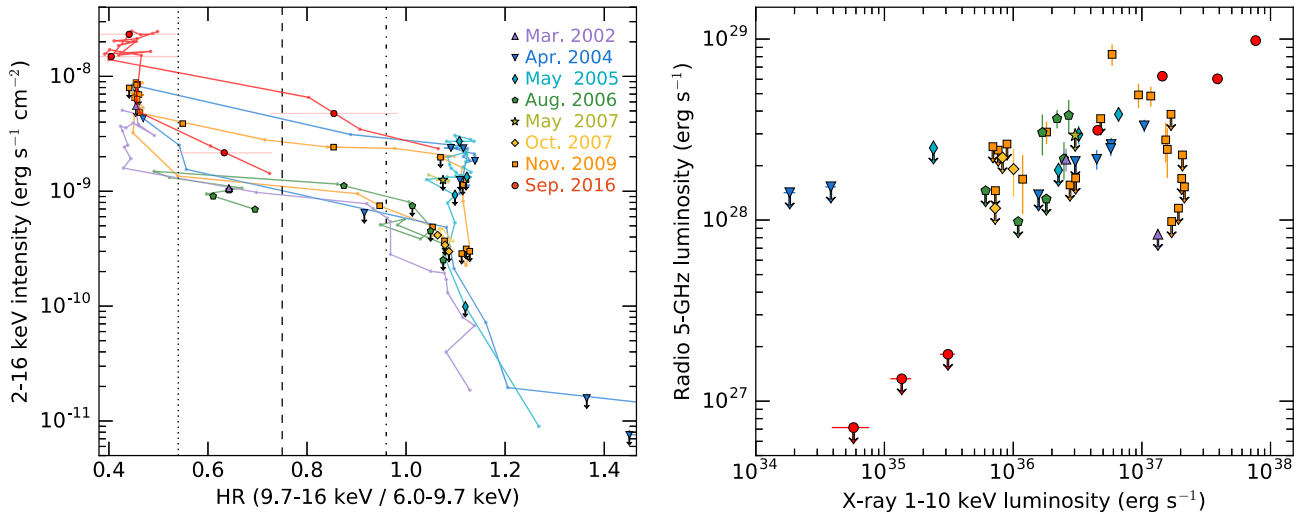 Mar. 2002
Apr. 2004
May 2005
Aug. 2006
May 2007
Oct. 2007
Nov. 2009
Sep. 2016
10⁻⁸
10⁻⁹
10⁻¹⁰
10⁻¹¹
2-16 keV intensity (erg s⁻¹ cm⁻²)
0.4 0.6 0.8 1.0 1.2 1.4
HR (9.7-16 keV / 6.0-9.7 keV)
10²⁹
10²⁸
10²⁷
Radio 5-GHz luminosity (erg s⁻¹)
10³⁴ 10³⁵ 10³⁶ 10³⁷ 10³⁸
X-ray 1-10 keV luminosity (erg s⁻¹)